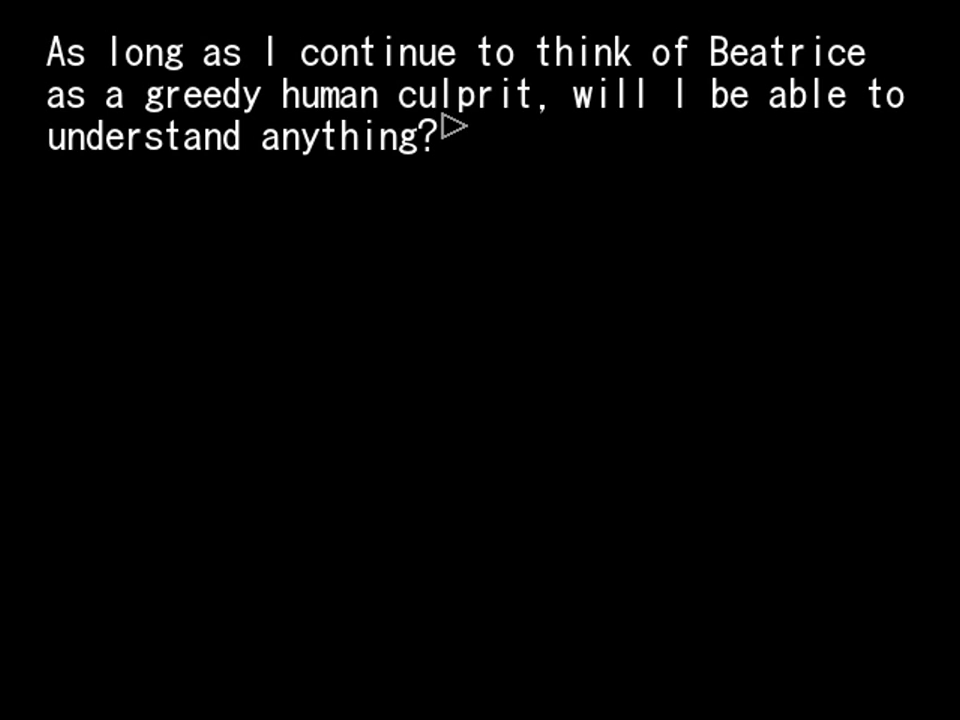 As long as I continue to think of Beatrice
as a greedy human culprit, will I be able to
understand anything?